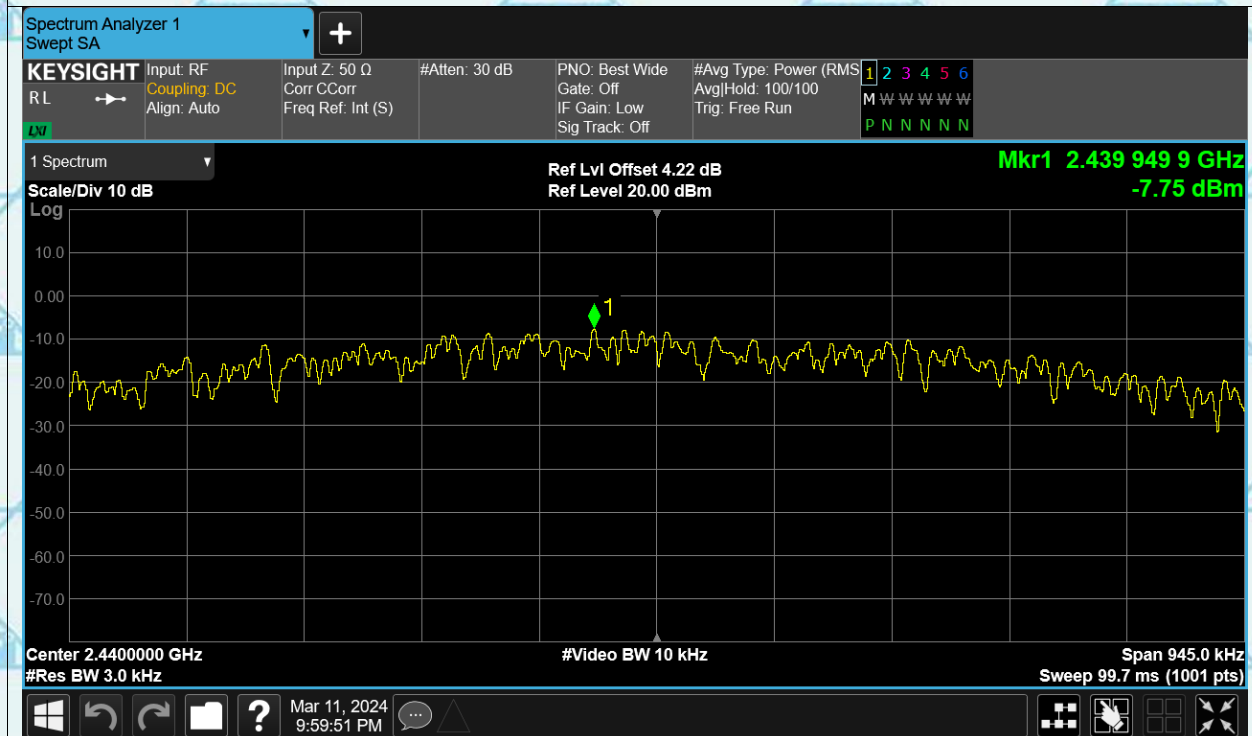 Spectrum Analyzer 1
Swept SA
+
KEYSIGHT
RL
LXI
Input: RF
Coupling: DC
Align: Auto
Input Z: 50 Ω
Corr CCorr
Freq Ref: Int (S)
#Atten: 30 dB
PNO: Best Wide
Gate: Off
IF Gain: Low
Sig Track: Off
#Avg Type: Power (RMS
Avg|Hold: 100/100
Trig: Free Run
1 2 3 4 5 6
M W W W W W
P N N N N N
1 Spectrum
Scale/Div 10 dB
Log
Ref Lvl Offset 4.22 dB
Ref Level 20.00 dBm
Mkr1 2.439 949 9 GHz
-7.75 dBm
10.0
0.00
-10.0
-20.0
-30.0
-40.0
-50.0
-60.0
-70.0
1
Center 2.4400000 GHz
#Res BW 3.0 kHz
#Video BW 10 kHz
Span 945.0 kHz
Sweep 99.7 ms (1001 pts)
?
Mar 11, 2024
9:59:51 PM